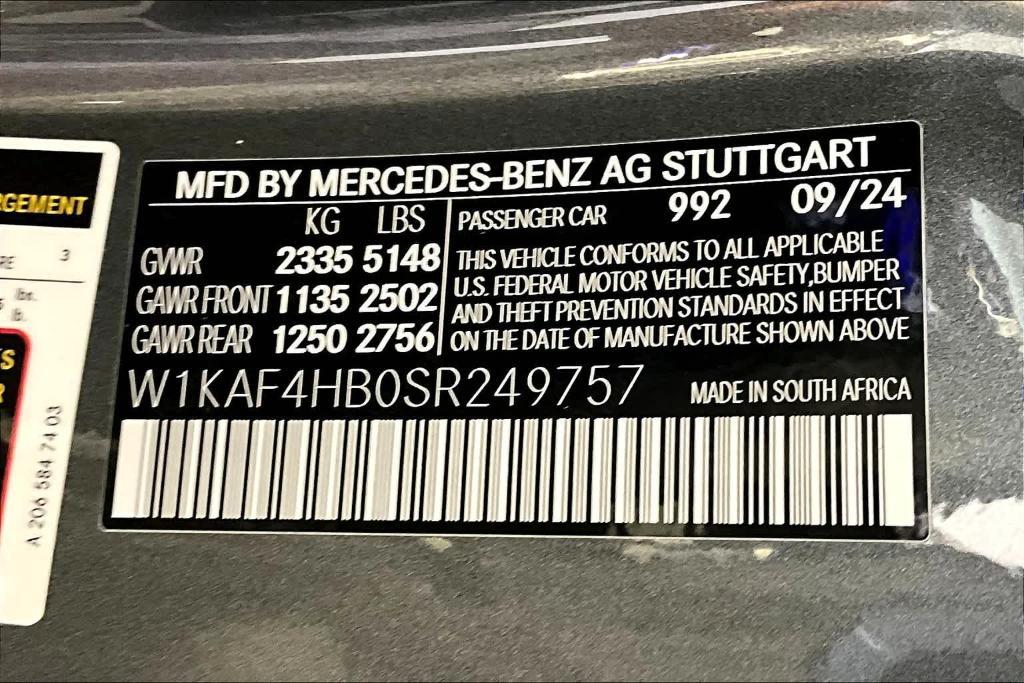 MFD BY MERCEDES-BENZ AG STUTTGART
KG LBS
GVWR 2335 5148
GAWR FRONT 1135 2502
GAWR REAR 1250 2756
PASSENGER CAR 992 09/24
THIS VEHICLE CONFORMS TO ALL APPLICABLE
U.S. FEDERAL MOTOR VEHICLE SAFETY,BUMPER
AND THEFT PREVENTION STANDARDS IN EFFECT
ON THE DATE OF MANUFACTURE SHOWN ABOVE
W1KAF4HB0SR249757 MADE IN SOUTH AFRICA
RGEMENT
3
lb.
A 206 584 74 03